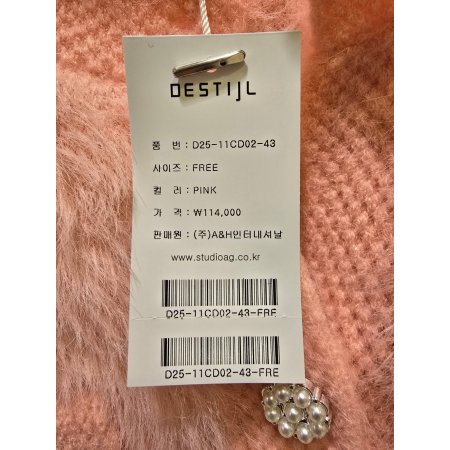 DESTIJL
품 번 : D25-11CD02-43
사이즈 : FREE
컬 러 : PINK
가 격 : ₩114,000
판매원 : (주)A&H인터내셔날
www.studioag.co.kr
D25-11CD02-43-FRE
D25-11CD02-43-FRE